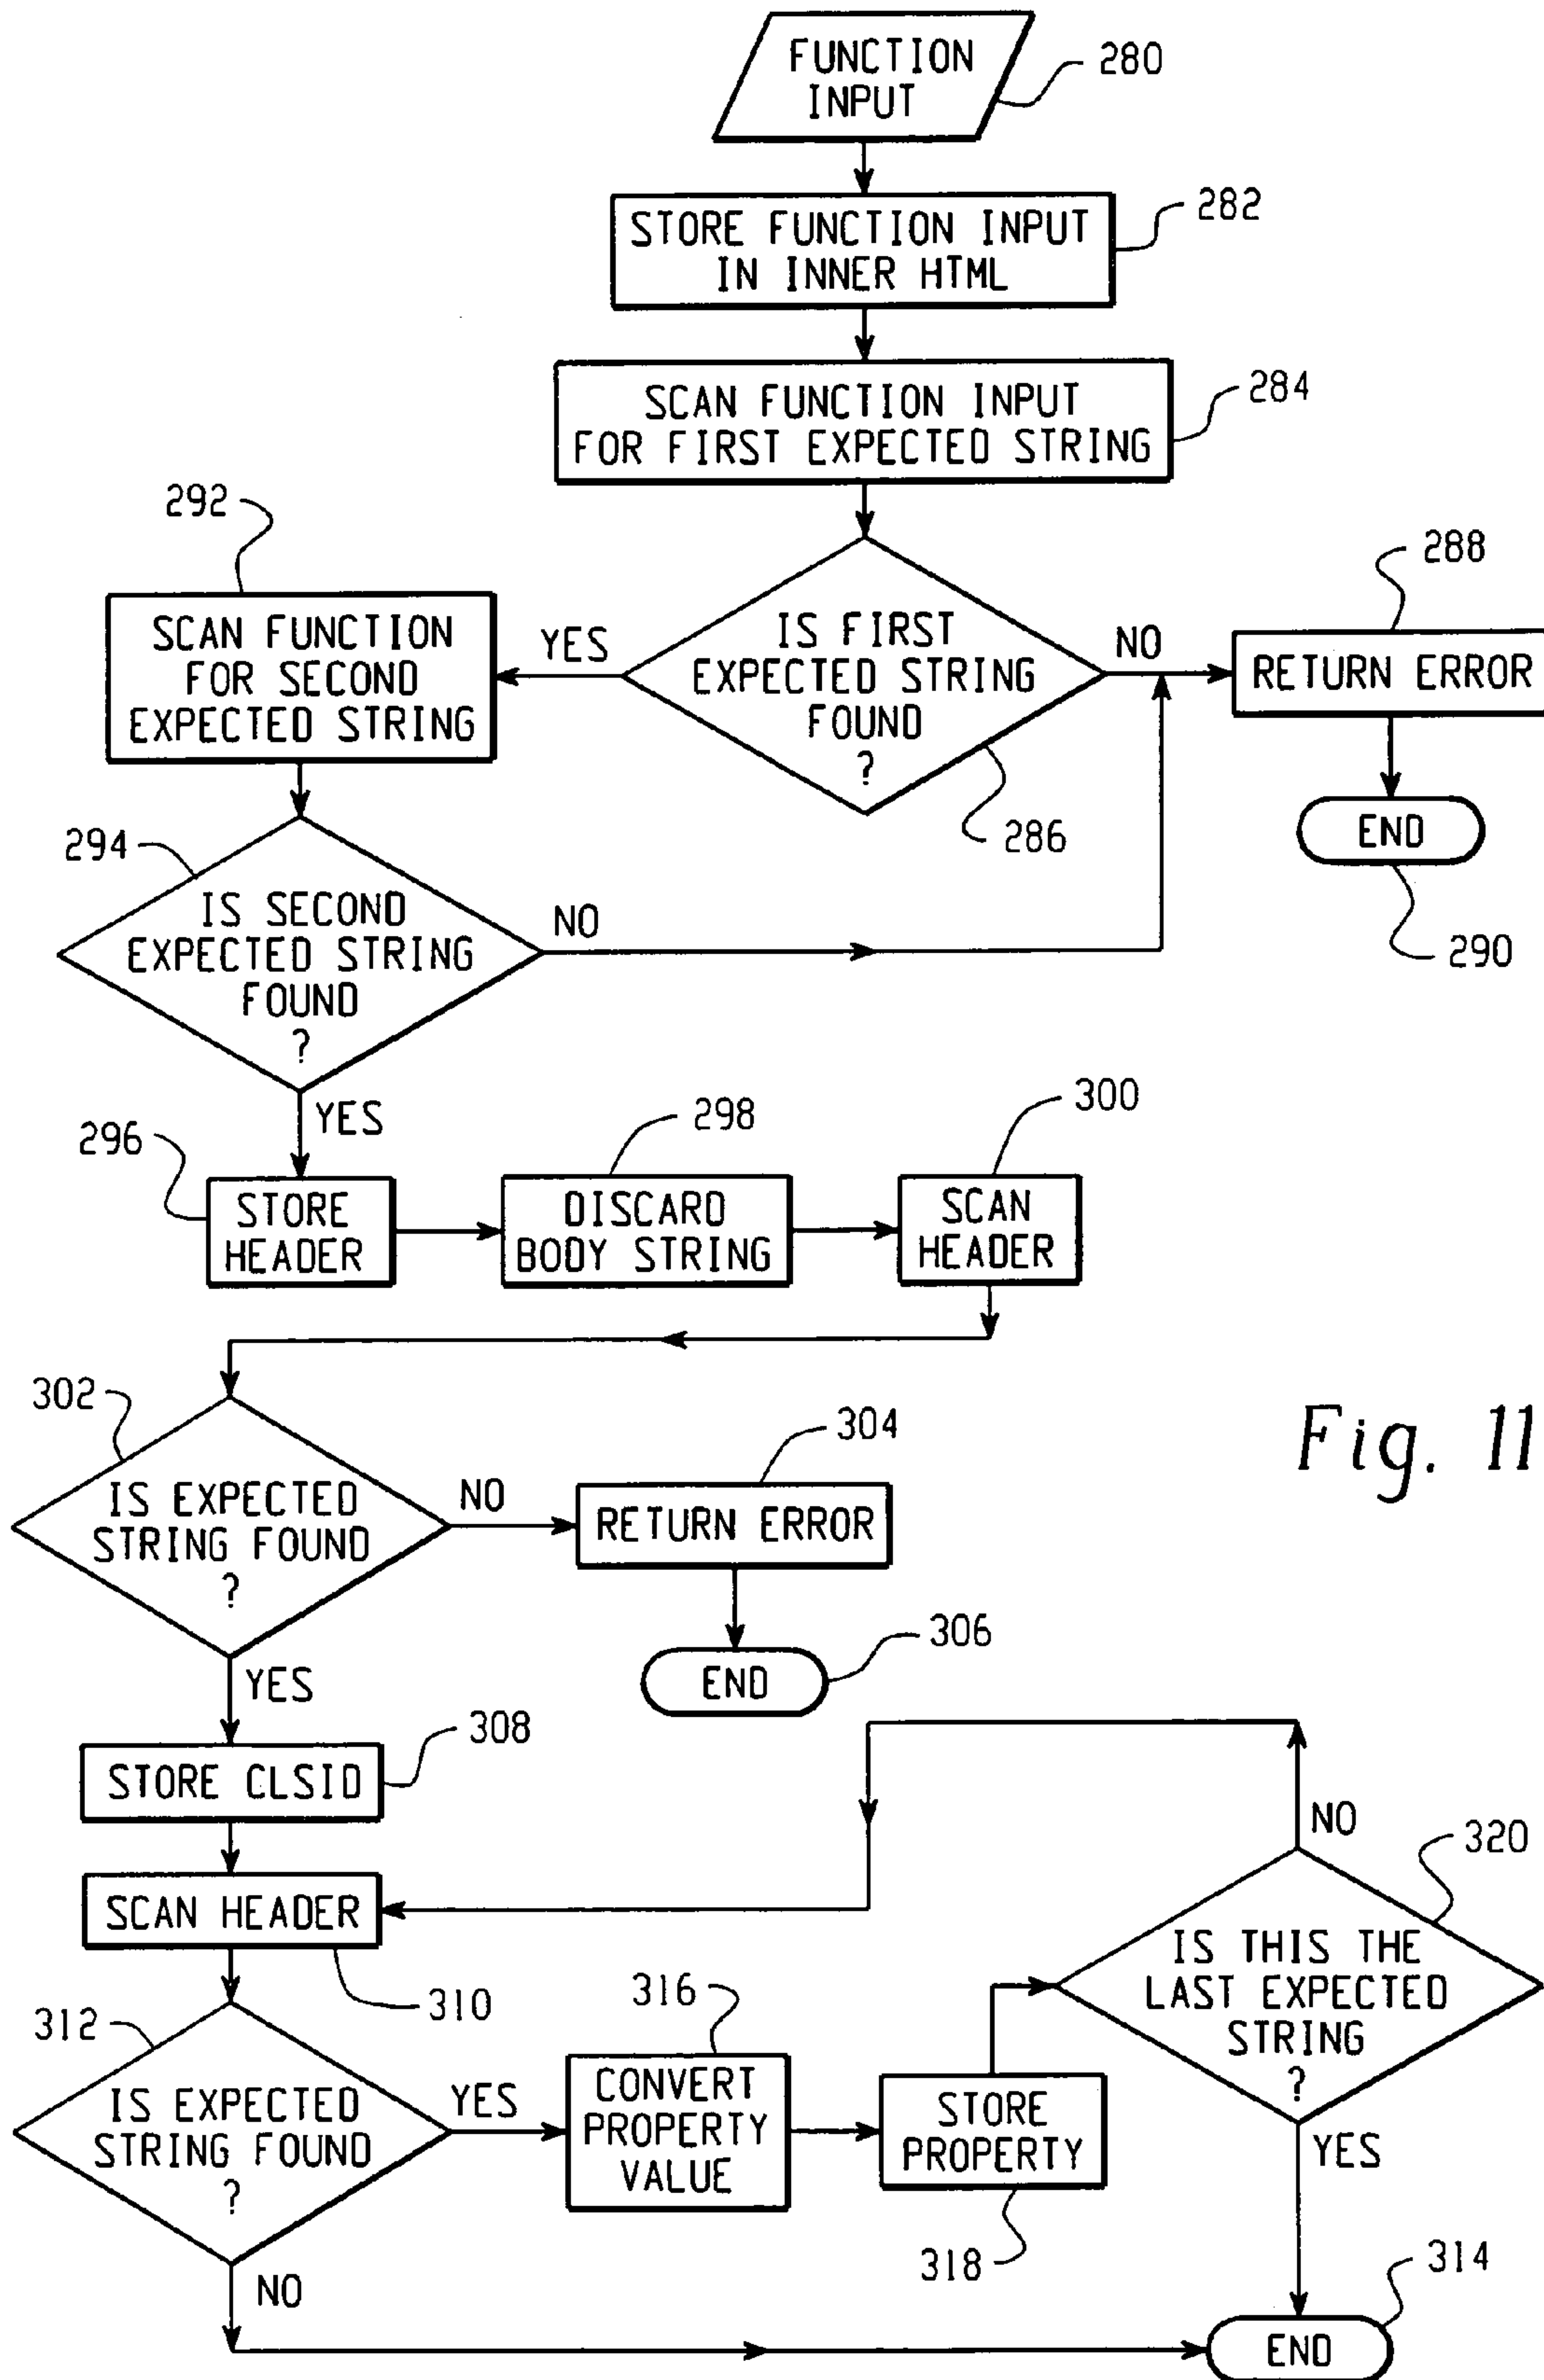 FUNCTION
INPUT
280
STORE FUNCTION INPUT
IN INNER HTML
282
SCAN FUNCTION INPUT
FOR FIRST EXPECTED STRING
284
292
SCAN FUNCTION
FOR SECOND
EXPECTED STRING
YES
IS FIRST
EXPECTED STRING
FOUND
?
286
NO
288
RETURN ERROR
END
290
294
IS SECOND
EXPECTED STRING
FOUND
?
NO
YES
296
STORE
HEADER
298
DISCARD
BODY STRING
300
SCAN
HEADER
302
IS EXPECTED
STRING FOUND
?
NO
304
RETURN ERROR
END
306
Fig. 11
YES
308
STORE CLSID
SCAN HEADER
310
312
IS EXPECTED
STRING FOUND
?
YES
316
CONVERT
PROPERTY
VALUE
STORE
PROPERTY
318
NO
320
IS THIS THE
LAST EXPECTED
STRING
?
YES
NO
314
END